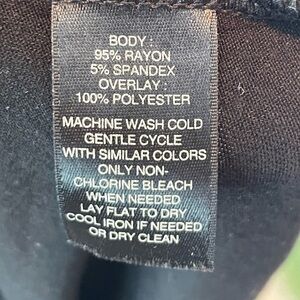 BODY :
95% RAYON
5% SPANDEX
OVERLAY :
100% POLYESTER
MACHINE WASH COLD
GENTLE CYCLE
WITH SIMILAR COLORS
ONLY NON-
CHLORINE BLEACH
WHEN NEEDED
LAY FLAT TO DRY
COOL IRON IF NEEDED
OR DRY CLEAN